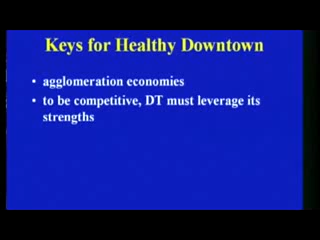 Keys for Healthy Downtown
• agglomeration economies
• to be competitive, DT must leverage its
strengths